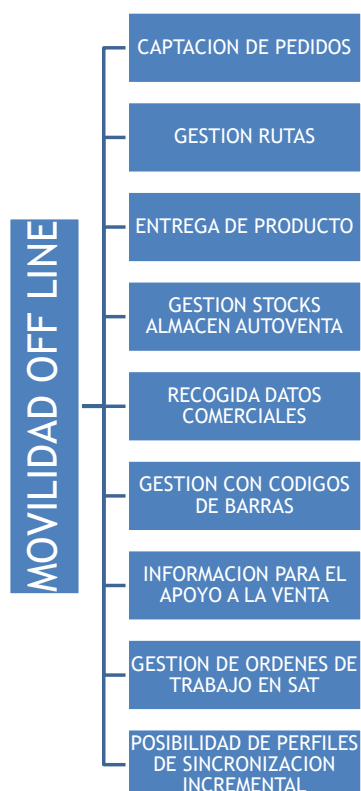 MOVILIDAD OFF LINE
CAPTACION DE PEDIDOS
GESTION RUTAS
ENTREGA DE PRODUCTO
GESTION STOCKS
ALMACEN AUTOVENTA
RECOGIDA DATOS
COMERCIALES
GESTION CON CODIGOS
DE BARRAS
INFORMACION PARA EL
APOYO A LA VENTA
GESTION DE ORDENES DE
TRABAJO EN SAT
POSIBILIDAD DE PERFILES
DE SINCRONIZACION
INCREMENTAL